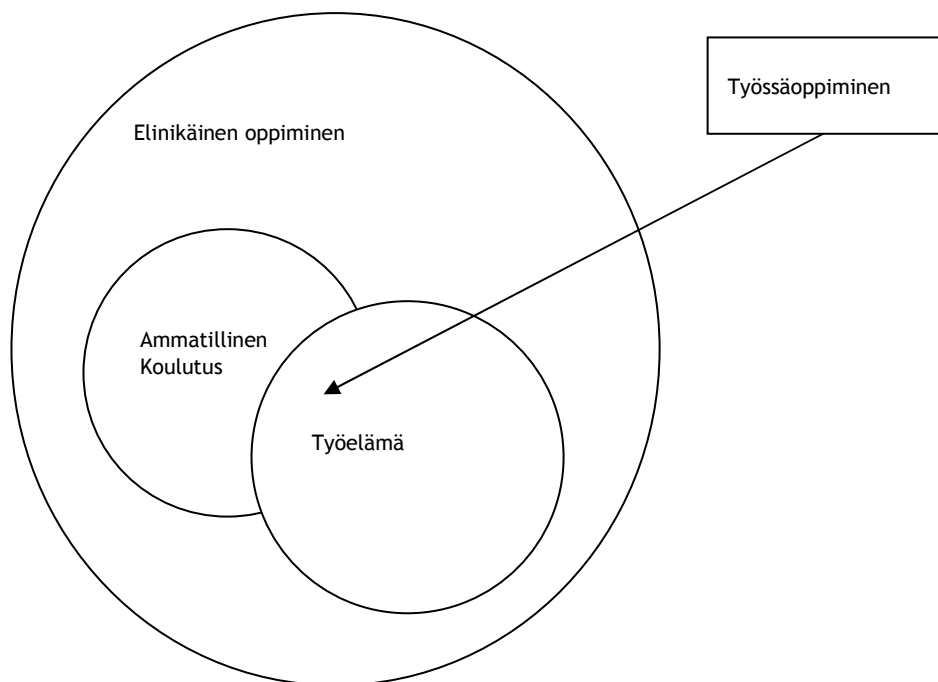 Työssäoppiminen
Elinikäinen oppiminen
Ammatillinen
Koulutus
Työelämä